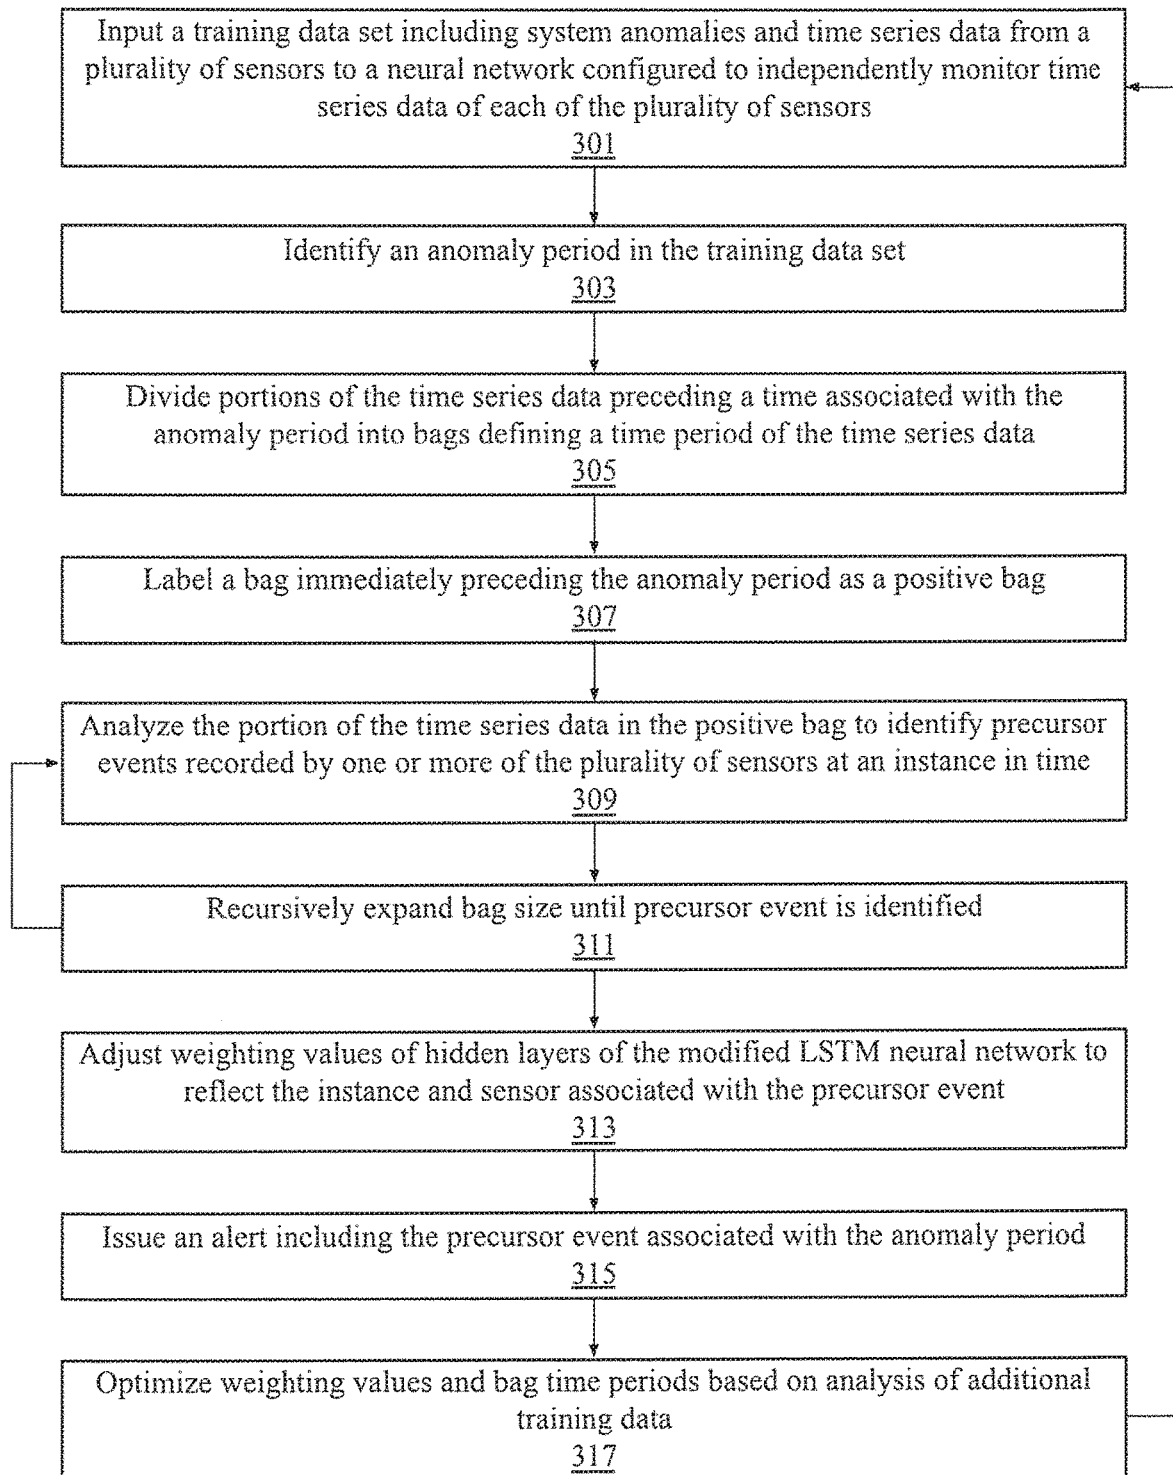 Input a training data set including system anomalies and time series data from a
plurality of sensors to a neural network configured to independently monitor time
series data of each of the plurality of sensors
301
Identify an anomaly period in the training data set
303
Divide portions of the time series data preceding a time associated with the
anomaly period into bags defining a time period of the time series data
305
Label a bag immediately preceding the anomaly period as a positive bag
307
Analyze the portion of the time series data in the positive bag to identify precursor
events recorded by one or more of the plurality of sensors at an instance in time
309
Recursively expand bag size until precursor event is identified
311
Adjust weighting values of hidden layers of the modified LSTM neural network to
reflect the instance and sensor associated with the precursor event
313
Issue an alert including the precursor event associated with the anomaly period
315
Optimize weighting values and bag time periods based on analysis of additional
training data
317